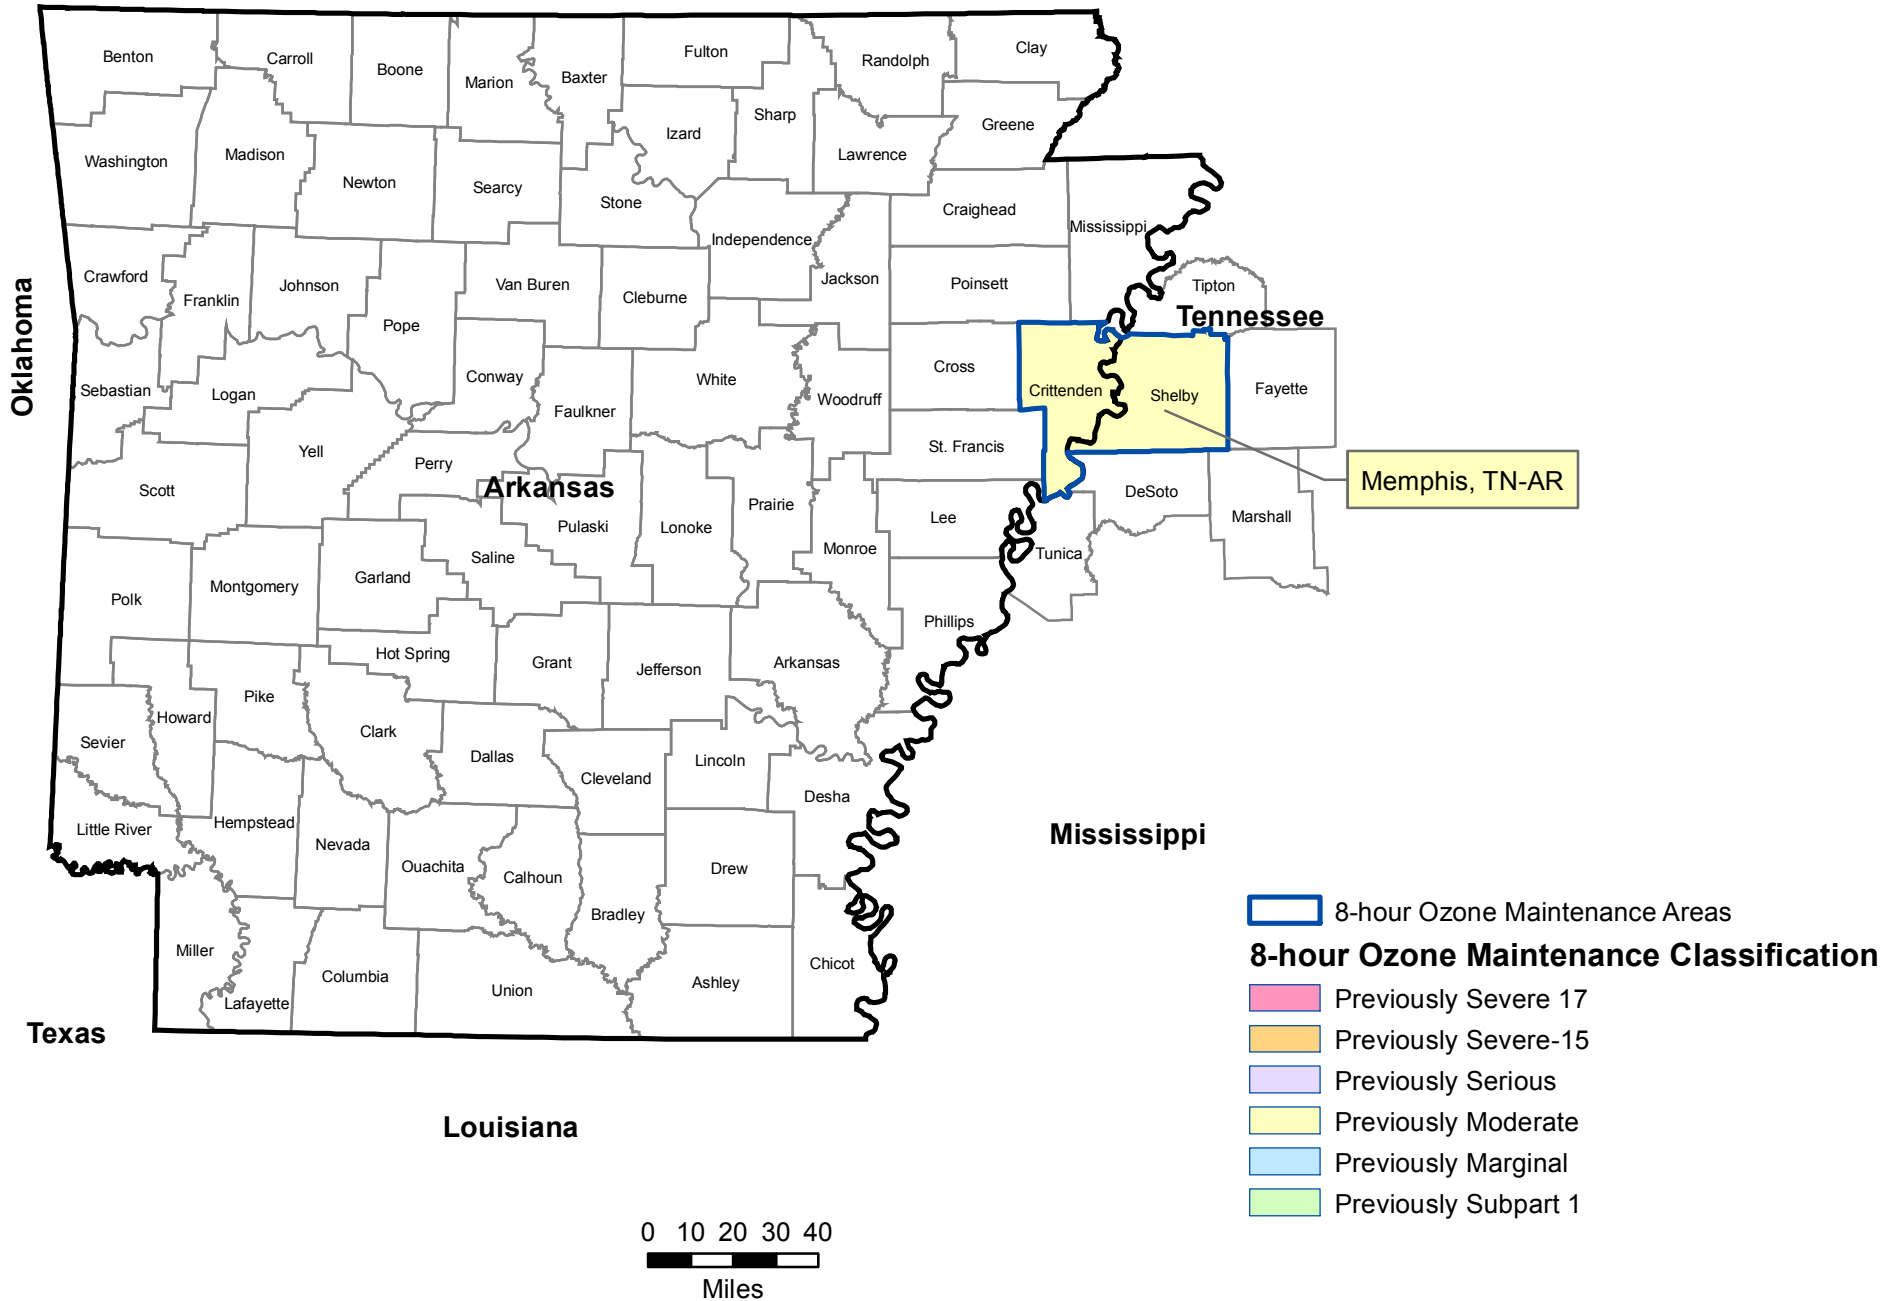 Benton
Carroll
Boone
Marion
Baxter
Fulton
Randolph
Clay
Sharp
Izard
Greene
Lawrence
Washington
Madison
Newton
Searcy
Stone
Craighead
Mississippi
Independence
Jackson
Poinsett
Tipton
Tennessee
Crawford
Franklin
Johnson
Pope
Van Buren
Cleburne
Oklahoma
Sebastian
Logan
Conway
Faulkner
White
Woodruff
Cross
Crittenden
Shelby
Fayette
St. Francis
Yell
Perry
Scott
Arkansas
Pulaski
Lonoke
Prairie
Lee
DeSoto
Marshall
Memphis, TN-AR
Saline
Monroe
Tunica
Polk
Montgomery
Garland
Hot Spring
Grant
Jefferson
Arkansas
Phillips
Pike
Howard
Sevier
Clark
Dallas
Cleveland
Lincoln
Desha
Little River
Hempstead
Nevada
Ouachita
Calhoun
Drew
Mississippi
Bradley
Miller
Lafayette
Columbia
Union
Ashley
Chicot
Texas
Louisiana
8-hour Ozone Maintenance Areas
8-hour Ozone Maintenance Classification
Previously Severe 17
Previously Severe-15
Previously Serious
Previously Moderate
Previously Marginal
Previously Subpart 1
0 10 20 30 40
Miles